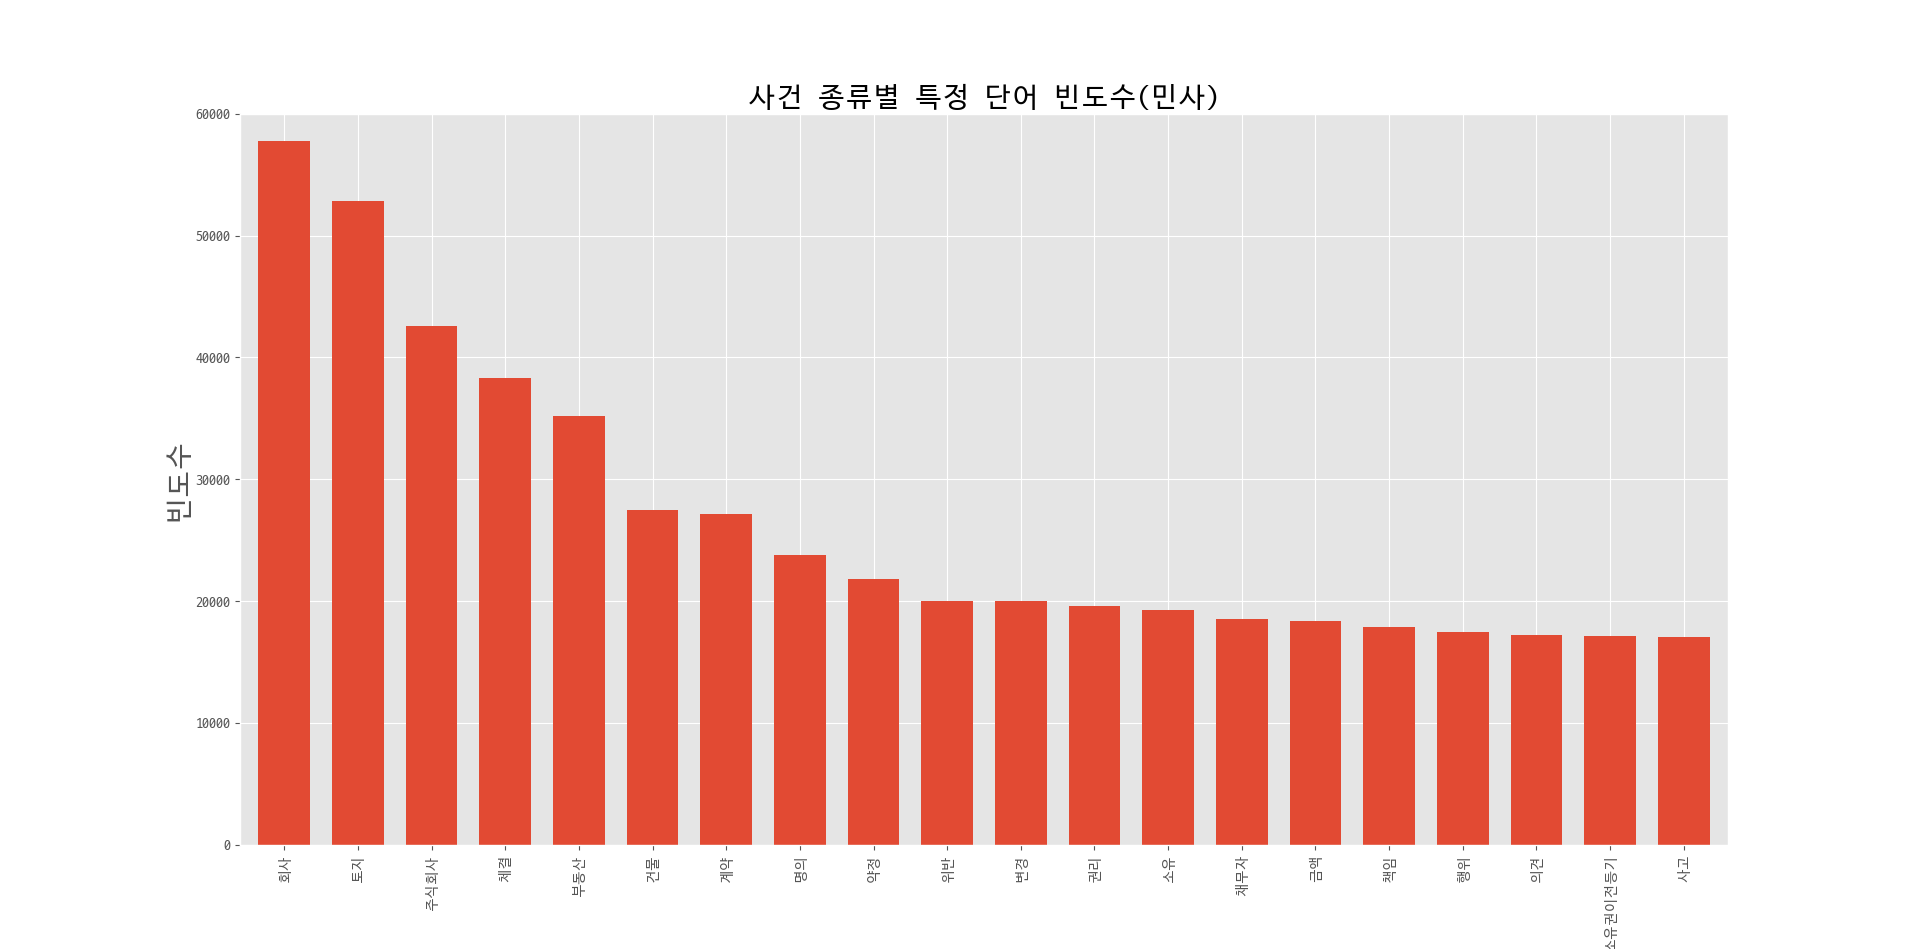 사건 종류별 특정 단어 빈도수(민사)
60000
50000
40000
30000
20000
10000
0
빈도수
회사
토지
주식회사
체결
부동산
건물
계약
명의
약정
위반
변경
권리
소유
채무자
금액
책임
행위
의견
소유권이전등기
사고